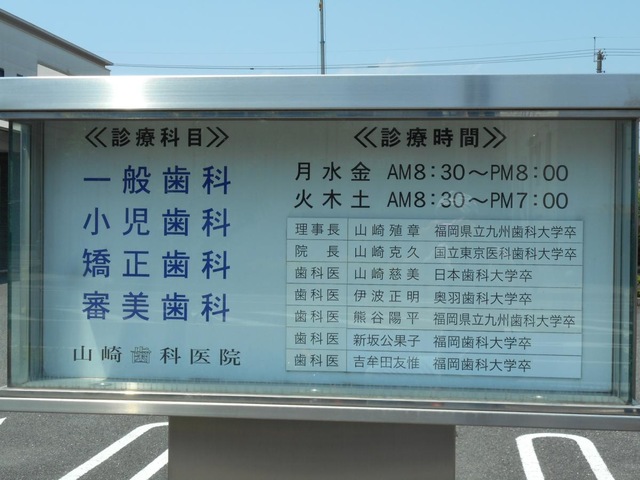 ≪診療科目≫
一般歯科
小児歯科
矯正歯科
審美歯科
山崎歯科医院
≪診療時間≫
月水金 AM8:30～PM8:00
火木土 AM8:30～PM7:00
理事長 山崎殖章 福岡県立九州歯科大学卒
院長 山崎克久 国立東京医科歯科大学卒
歯科医 山崎慈美 日本歯科大学卒
歯科医 伊波正明 奥羽歯科大学卒
歯科医 熊谷陽平 福岡県立九州歯科大学卒
歯科医 新坂公果子 福岡歯科大学卒
歯科医 吉牟田友惟 福岡歯科大学卒